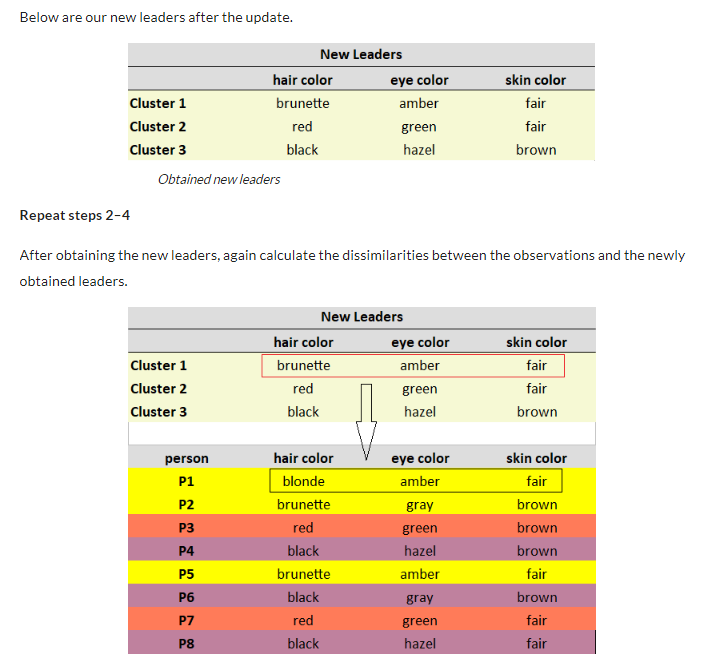 Below are our new leaders after the update.
New Leaders
hair color eye color skin color
Cluster 1 brunette amber fair
Cluster 2 red green fair
Cluster 3 black hazel brown
Obtained new leaders
Repeat steps 2–4
After obtaining the new leaders, again calculate the dissimilarities between the observations and the newly
obtained leaders.
New Leaders
hair color eye color skin color
Cluster 1 brunette amber fair
Cluster 2 red green fair
Cluster 3 black hazel brown
person hair color eye color skin color
P1 blonde amber fair
P2 brunette gray brown
P3 red green brown
P4 black hazel brown
P5 brunette amber fair
P6 black gray brown
P7 red green fair
P8 black hazel fair